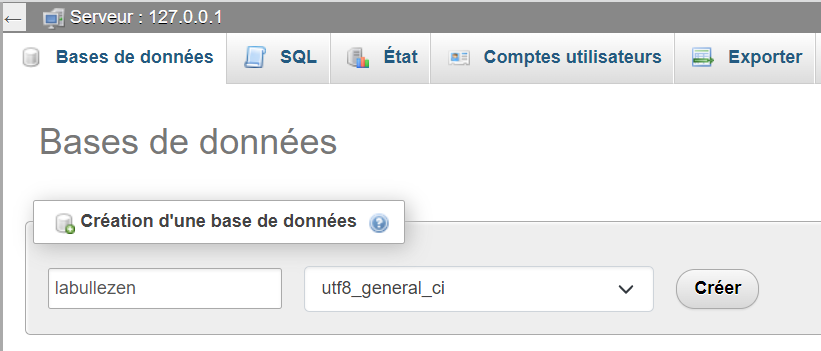 Serveur : 127.0.0.1
Bases de données SQL État Comptes utilisateurs Exporter
Bases de données
Création d'une base de données
labullezen utf8_general_ci Créer